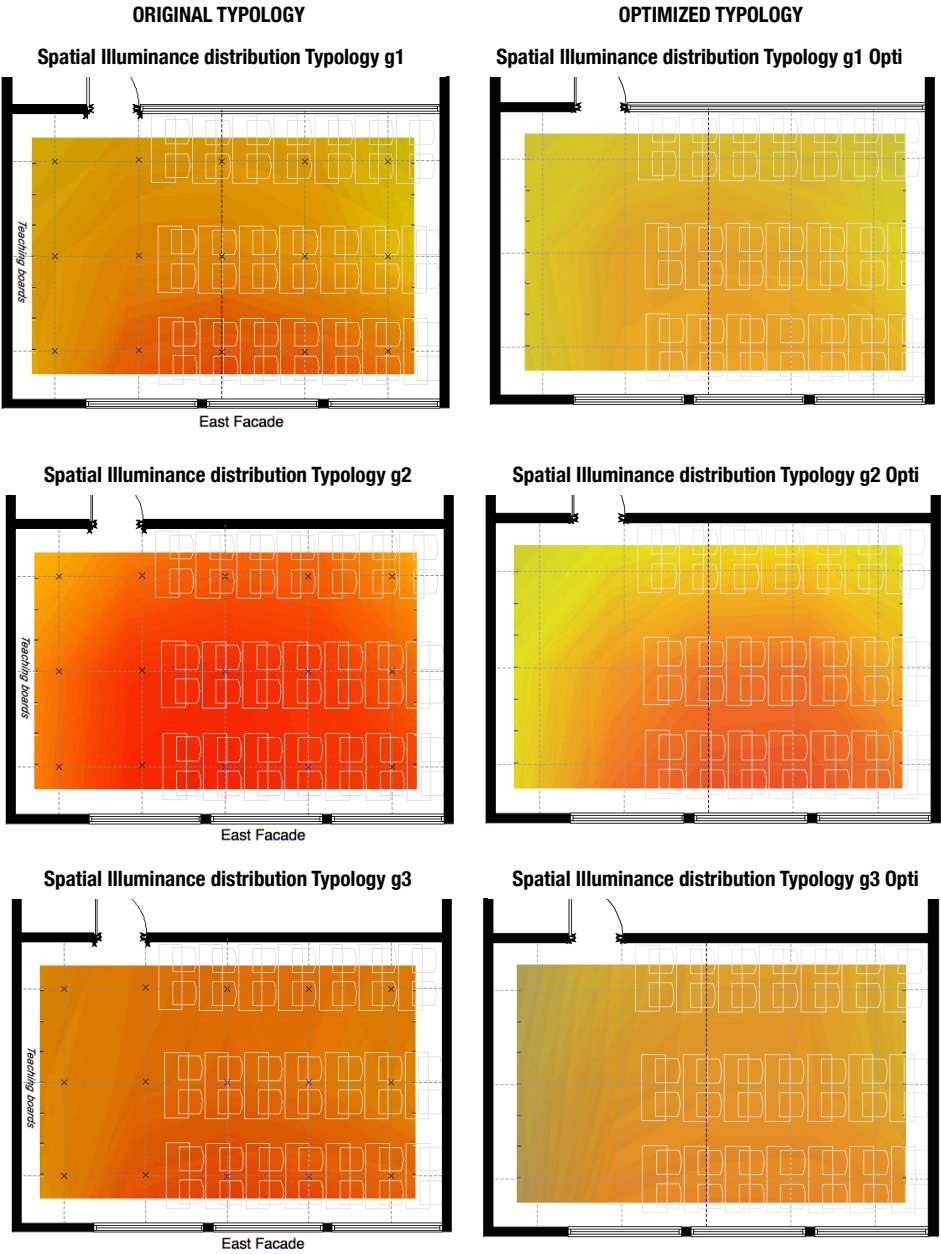 ORIGINAL TYPOLOGY
OPTIMIZED TYPOLOGY
Spatial Illuminance distribution Typology g1
Spatial Illuminance distribution Typology g1 Opti
Teaching boards
East Facade
Spatial Illuminance distribution Typology g2
Spatial Illuminance distribution Typology g2 Opti
Teaching boards
East Facade
Spatial Illuminance distribution Typology g3
Spatial Illuminance distribution Typology g3 Opti
Teaching boards
East Facade